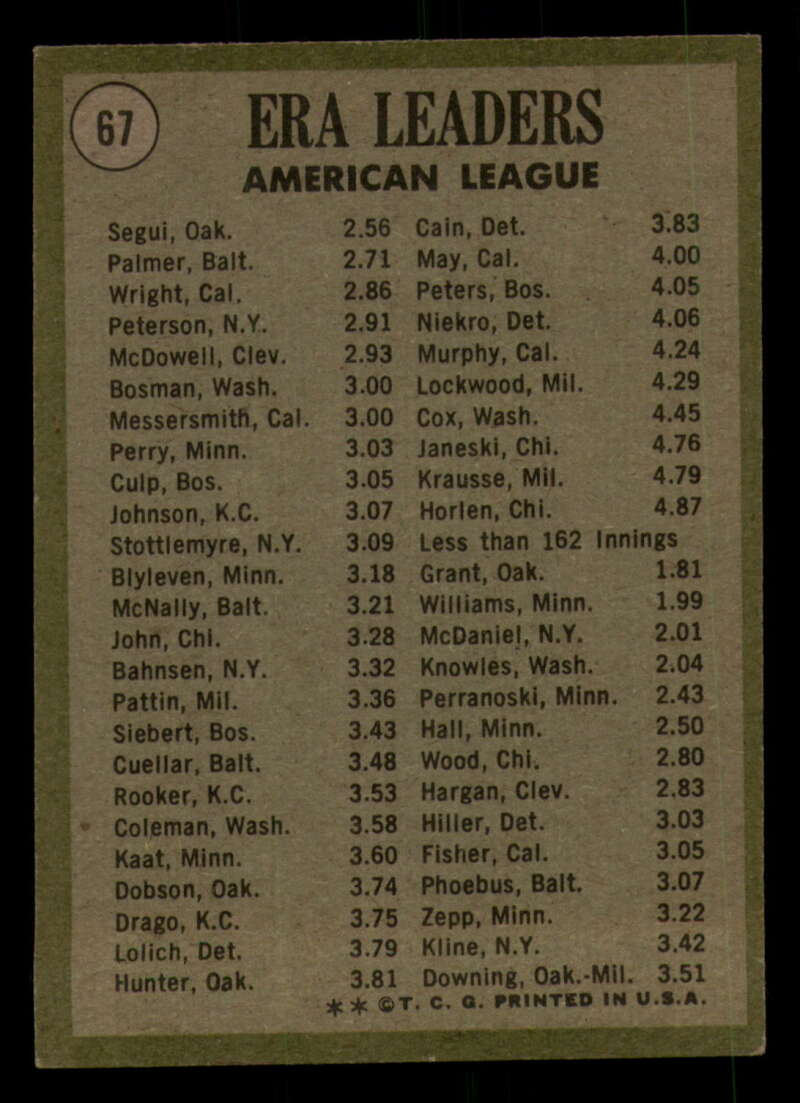 67
ERA LEADERS
AMERICAN LEAGUE
Segui, Oak. 2.56 Cain, Det. 3.83
Palmer, Balt. 2.71 May, Cal. 4.00
Wright, Cal. 2.86 Peters, Bos. 4.05
Peterson, N.Y. 2.91 Niekro, Det. 4.06
McDowell, Clev. 2.93 Murphy, Cal. 4.24
Bosman, Wash. 3.00 Lockwood, Mil. 4.29
Messersmith, Cal. 3.00 Cox, Wash. 4.45
Perry, Minn. 3.03 Janeski, Chi. 4.76
Culp, Bos. 3.05 Krausse, Mil. 4.79
Johnson, K.C. 3.07 Horlen, Chi. 4.87
Stottlemyre, N.Y. 3.09 Less than 162 Innings
Blyleven, Minn. 3.18 Grant, Oak. 1.81
McNally, Balt. 3.21 Williams, Minn. 1.99
John, Chi. 3.28 McDaniel, N.Y. 2.01
Bahnsen, N.Y. 3.32 Knowles, Wash. 2.04
Pattin, Mil. 3.36 Perranoski, Minn. 2.43
Siebert, Bos. 3.43 Hall, Minn. 2.50
Cuellar, Balt. 3.48 Wood, Chi. 2.80
Rooker, K.C. 3.53 Hargan, Clev. 2.83
Coleman, Wash. 3.58 Hiller, Det. 3.03
Kaat, Minn. 3.60 Fisher, Cal. 3.05
Dobson, Oak. 3.74 Phoebus, Balt. 3.07
Drago, K.C. 3.75 Zepp, Minn. 3.22
Lolich, Det. 3.79 Kline, N.Y. 3.42
Hunter, Oak. 3.81 Downing, Oak.-Mil. 3.51
** ©T. C. G. PRINTED IN U.S.A.